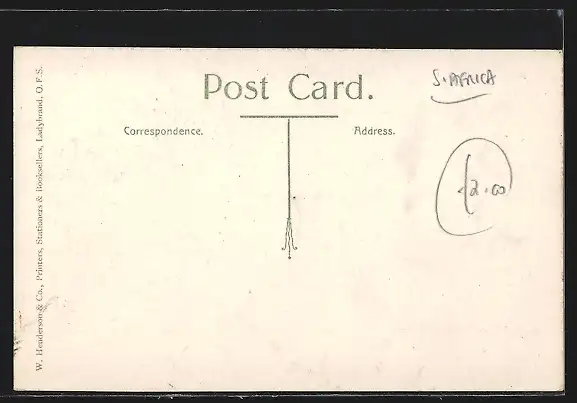 Post Card.
S. AFRICA
Correspondence.
Address.
£2.00
W. Henderson & Co., Printers, Stationers & Booksellers, Ladybrand, O.F.S.